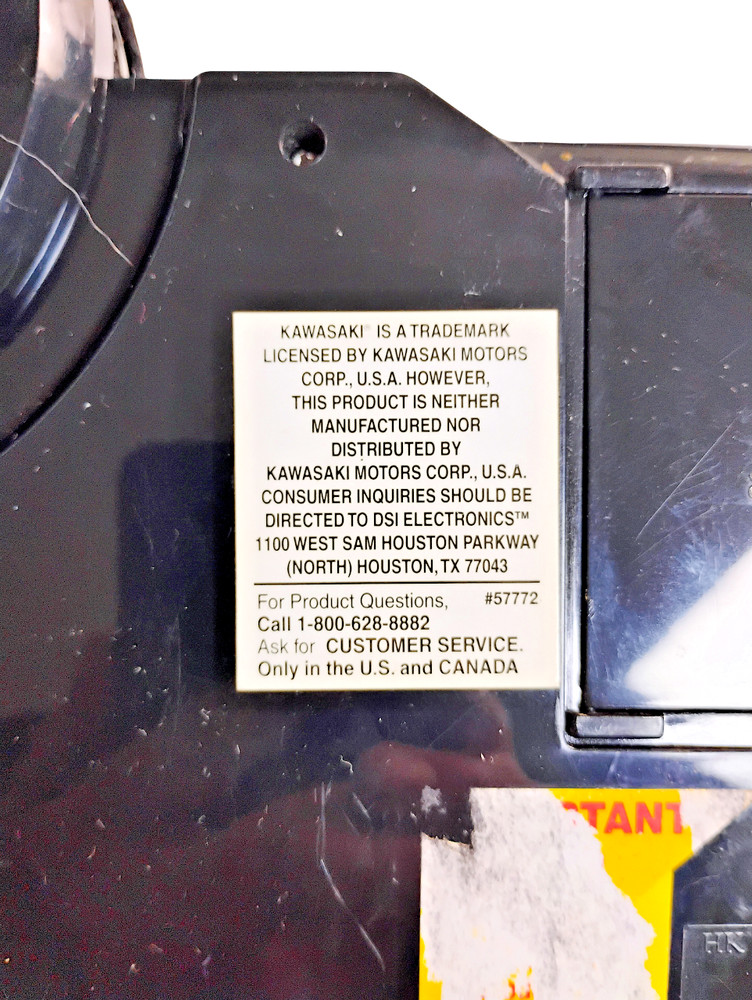 KAWASAKI® IS A TRADEMARK
LICENSED BY KAWASAKI MOTORS
CORP., U.S.A. HOWEVER,
THIS PRODUCT IS NEITHER
MANUFACTURED NOR
DISTRIBUTED BY
KAWASAKI MOTORS CORP., U.S.A.
CONSUMER INQUIRIES SHOULD BE
DIRECTED TO DSI ELECTRONICS™
1100 WEST SAM HOUSTON PARKWAY
(NORTH) HOUSTON, TX 77043
For Product Questions, #57772
Call 1-800-628-8882
Ask for CUSTOMER SERVICE.
Only in the U.S. and CANADA
TANT
HK